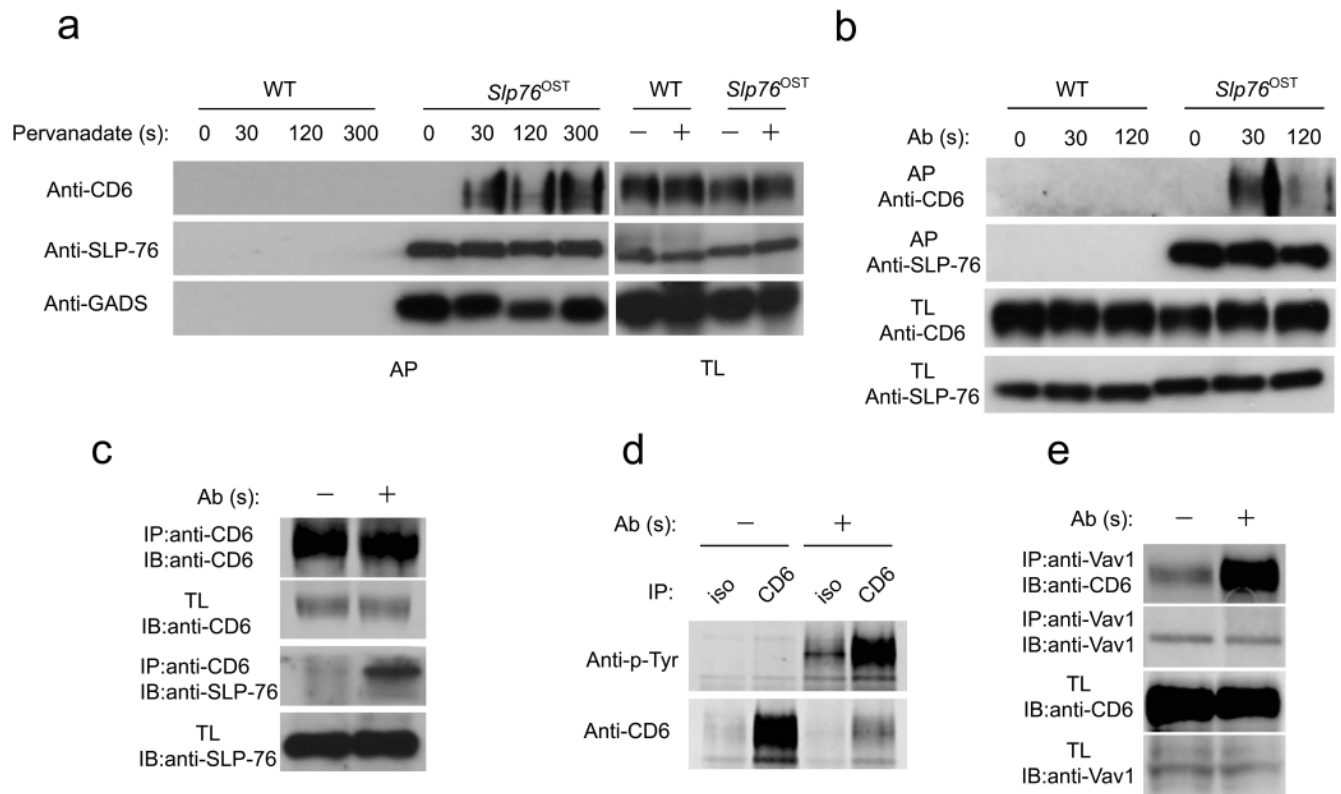 a
WT Slp76OST WT Slp76OST
Pervanadate (s): 0 30 120 300 0 30 120 300 − + − +
Anti-CD6
Anti-SLP-76
Anti-GADS
AP TL
b
WT Slp76OST
Ab (s): 0 30 120 0 30 120
AP
Anti-CD6
AP
Anti-SLP-76
TL
Anti-CD6
TL
Anti-SLP-76
c
Ab (s): − +
IP:anti-CD6
IB:anti-CD6
TL
IB:anti-CD6
IP:anti-CD6
IB:anti-SLP-76
TL
IB:anti-SLP-76
d
Ab (s): − +
IP: iso CD6 iso CD6
Anti-p-Tyr
Anti-CD6
e
Ab (s): − +
IP:anti-Vav1
IB:anti-CD6
IP:anti-Vav1
IB:anti-Vav1
TL
IB:anti-CD6
TL
IB:anti-Vav1